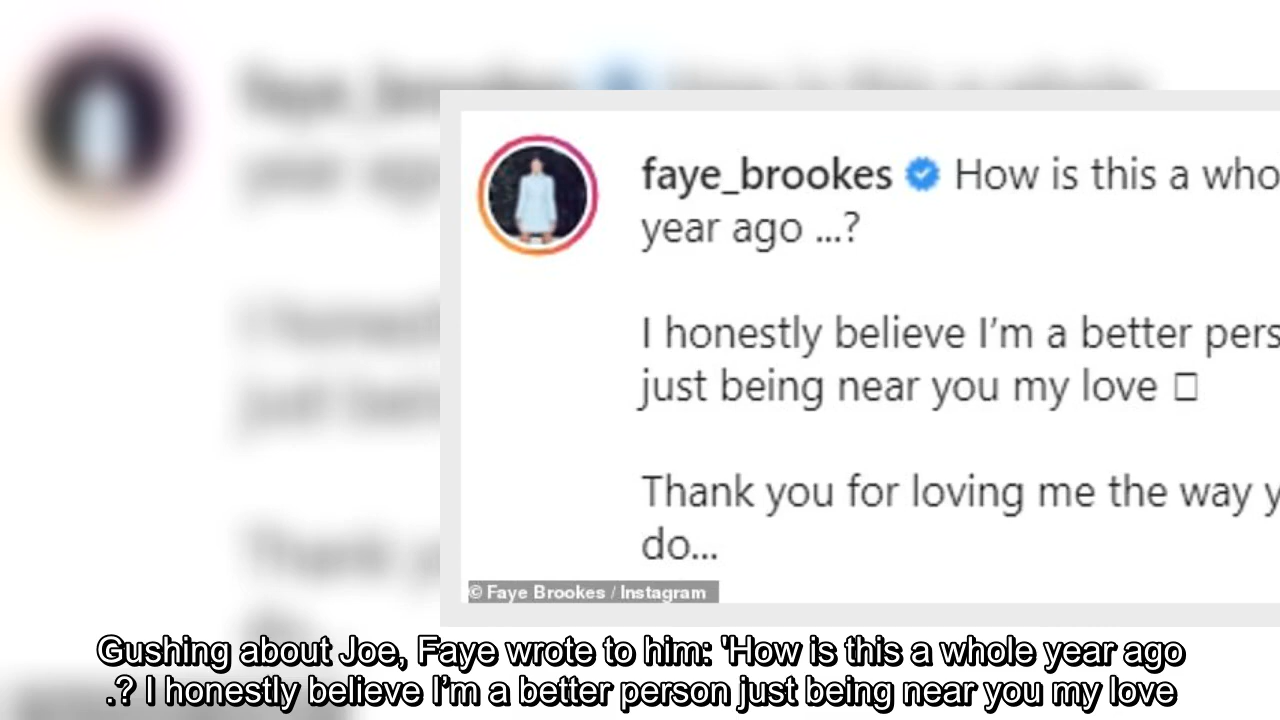 faye_brookes How is this a who
year ago ...?
I honestly believe I'm a better pers
just being near you my love □
Thank you for loving me the way y
do...
© Faye Brookes / Instagram
Gushing about Joe, Faye wrote to him: 'How is this a whole year ago
.? I honestly believe I'm a better person just being near you my love